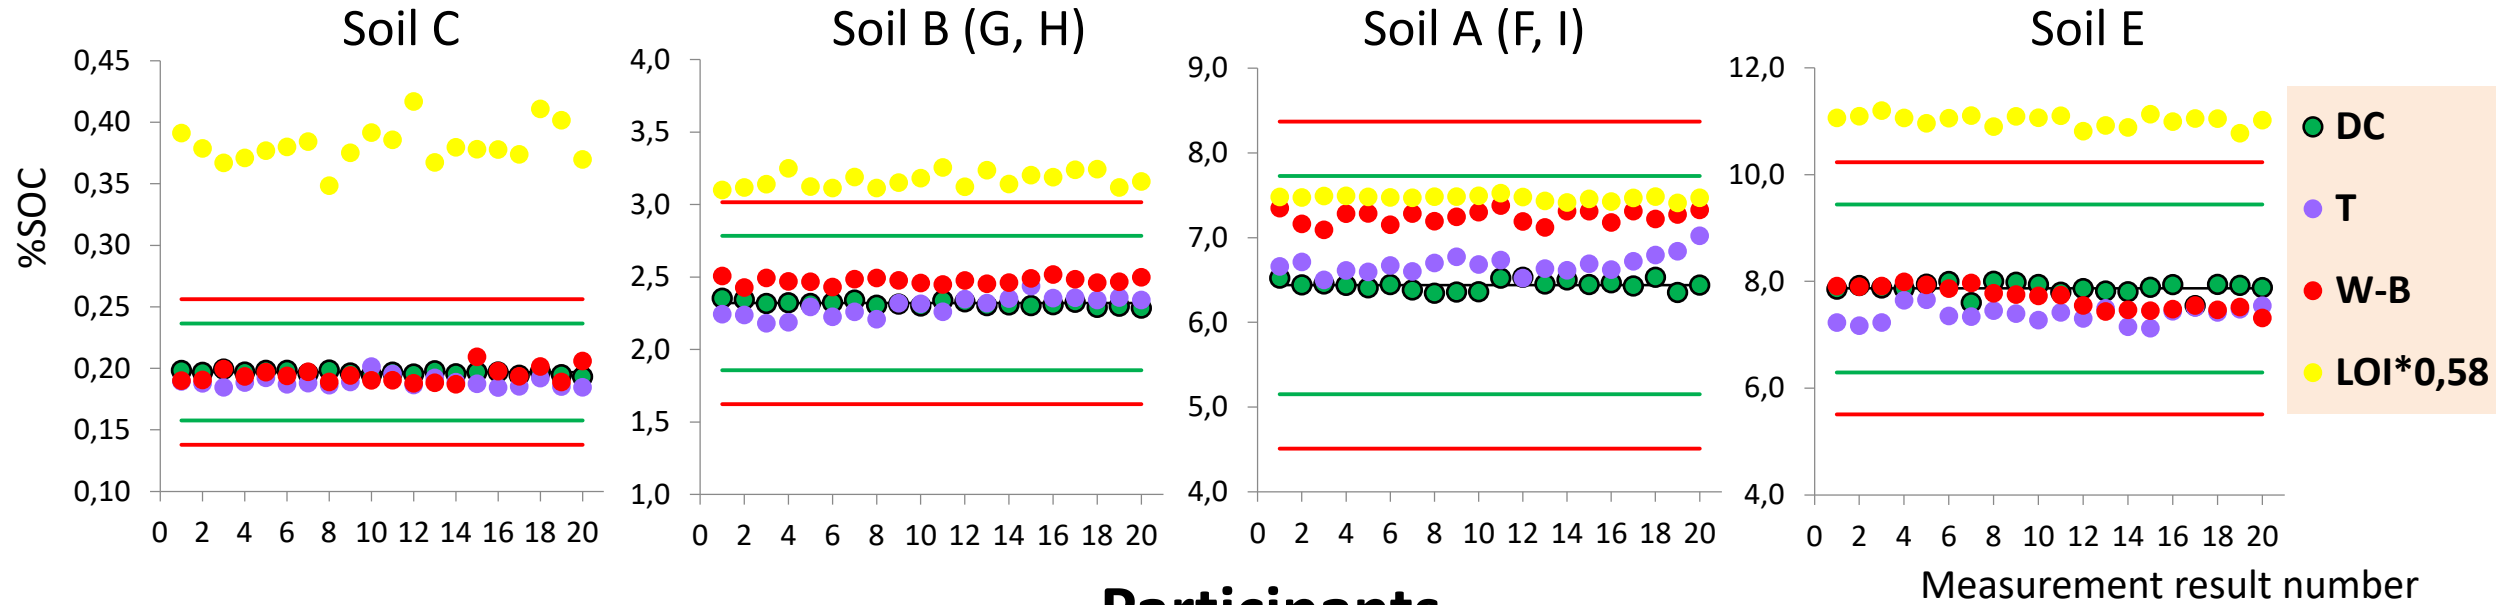 Soil C
Soil B (G, H)
Soil A (F, I)
Soil E
%SOC
0,45
0,40
0,35
0,30
0,25
0,20
0,15
0,10
0 2 4 6 8 10 12 14 16 18 20
4,0
3,5
3,0
2,5
2,0
1,5
1,0
0 2 4 6 8 10 12 14 16 18 20
9,0
8,0
7,0
6,0
5,0
4,0
0 2 4 6 8 10 12 14 16 18 20
12,0
10,0
8,0
6,0
4,0
0 2 4 6 8 10 12 14 16 18 20
DC
T
W-B
LOI*0,58
Measurement result number
Participants